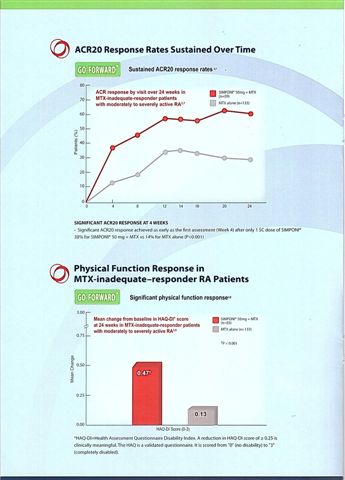 ACR20 Response Rates Sustained Over Time
GO-FORWARD™ Sustained ACR20 response rates
ACR response by visit over 24 weeks in
MTX-inadequate-responder patients
with moderately to severely active RA
SIMPONI® 50mg + MTX
(n=89)
MTX alone (n=133)
Patients (%)
80
70
60
50
40
30
20
10
0
0 4 8 12 14 16 20 24
SIGNIFICANT ACR20 RESPONSE AT 4 WEEKS
- Significant ACR20 response achieved as early as the first assessment (Week 4) after only 1 SC dose of SIMPONI®
38% for SIMPONI® 50 mg + MTX vs 14% for MTX alone (P<0.001)
Physical Function Response in
MTX-inadequate–responder RA Patients
GO-FORWARD™ Significant physical function response
Mean change from baseline in HAQ-DI* score
at 24 weeks in MTX-inadequate-responder patients
with moderately to severely active RA
SIMPONI® 50mg + MTX
MTX alone (n=133)
P < 0.001
Mean Change
1.00
0.75
0.50
0.25
0.00
0.47
0.13
HAQ-DI Score (0-3)
*HAQ-DI=Health Assessment Questionnaire Disability Index. A reduction in HAQ-DI score of a 0.25 is
clinically meaningful. The HAQ is a validated questionnaire. It is scored from "0" (no disability) to "3"
(completely disabled).